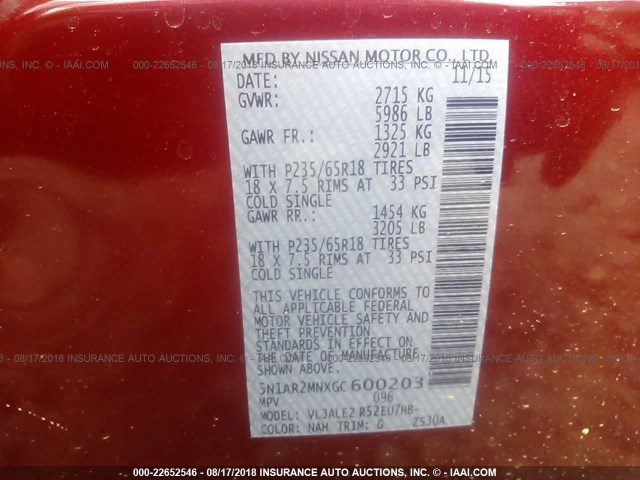 MFD BY NISSAN MOTOR CO., LTD.
DATE: 11/15
GVWR: 2715 KG
5986 LB
GAWR FR.: 1325 KG
2921 LB
WITH P235/65R18 TIRES
18 X 7.5 RIMS AT 33 PSI
COLD SINGLE
GAWR RR.: 1454 KG
3205 LB
WITH P235/65R18 TIRES
18 X 7.5 RIMS AT 33 PSI
COLD SINGLE
THIS VEHICLE CONFORMS TO
ALL APPLICABLE FEDERAL
MOTOR VEHICLE SAFETY AND
THEFT PREVENTION
STANDARDS IN EFFECT ON
THE DATE OF MANUFACTURE
SHOWN ABOVE.
5N1AR2MNXGC600203
MPV 096
MODEL: VLJALEZ R52EU7HB-
COLOR: NAH TRIM: G ZS30A
000-22652546 - 08/17/2018 INSURANCE AUTO AUCTIONS, INC. - © - IAAI.COM